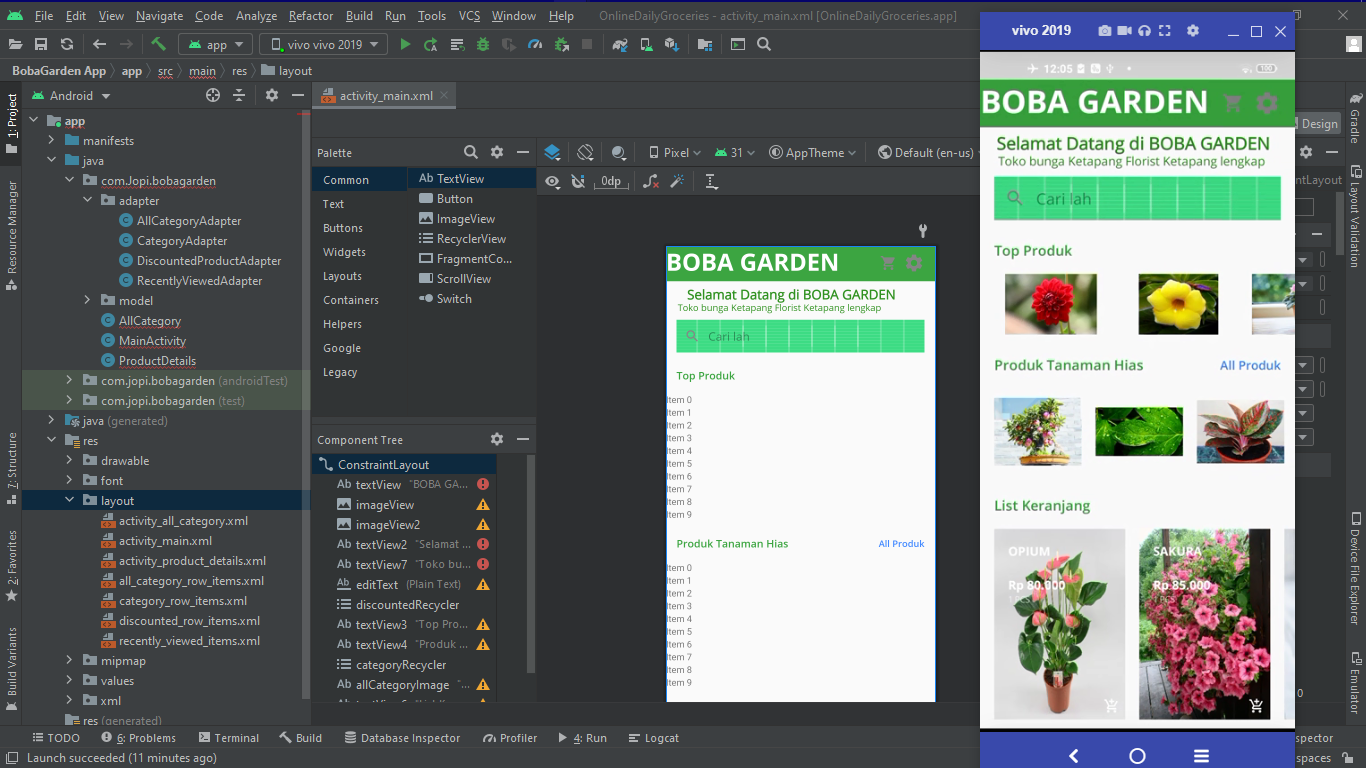 File Edit View Navigate Code Analyze Refactor Build Run Tools VCS Window Help OnlineDailyGroceries - activity_main.xml [OnlineDailyGroceries.app]
app vivo vivo 2019
BobaGarden App app src main res layout
Android
activity_main.xml
1: Project
Resource Manager
Z: Structure
2: Favorites
Build Variants
app
manifests
java
com.Jopi.bobagarden
adapter
AllCategoryAdapter
CategoryAdapter
DiscountedProductAdapter
RecentlyViewedAdapter
model
AllCategory
MainActivity
ProductDetails
com.jopi.bobagarden (androidTest)
com.jopi.bobagarden (test)
java (generated)
res
drawable
font
layout
activity_all_category.xml
activity_main.xml
activity_product_details.xml
all_category_row_items.xml
category_row_items.xml
discounted_row_items.xml
recently_viewed_items.xml
mipmap
values
xml
res (generated)
Palette
Common
Text
Buttons
Widgets
Layouts
Containers
Helpers
Google
Legacy
Ab TextView
Button
ImageView
RecyclerView
FragmentCo...
ScrollView
Switch
Component Tree
ConstraintLayout
Ab textView "BOBA GA...
imageView
imageView2
Ab textView2 "Selamat ...
Ab textView7 "Toko bu...
Ab editText (Plain Text)
discountedRecycler
Ab textView3 "Top Pro...
Ab textView4 "Produk ...
categoryRecycler
Ab allCategoryImage "...
Pixel 31 AppTheme Default (en-us)
0dp
BOBA GARDEN
Selamat Datang di BOBA GARDEN
Toko bunga Ketapang Florist Ketapang lengkap
Cari lah
Top Produk
Item 0
Item 1
Item 2
Item 3
Item 4
Item 5
Item 6
Item 7
Item 8
Item 9
Produk Tanaman Hias All Produk
Item 0
Item 1
Item 2
Item 3
Item 4
Item 5
Item 6
Item 7
Item 8
Item 9
vivo 2019
12:05 100
BOBA GARDEN
Selamat Datang di BOBA GARDEN
Toko bunga Ketapang Florist Ketapang lengkap
Cari lah
Top Produk
Produk Tanaman Hias All Produk
List Keranjang
OPIUM
Rp 80.000
1 PCS
SAKURA
Rp 85.000
1 PCS
Design
intLayout
0
Gradle
Layout Validation
Device File Explorer
Emulator
TODO 6: Problems Terminal Build Database Inspector Profiler 4: Run Logcat spector
Launch succeeded (11 minutes ago) spaces